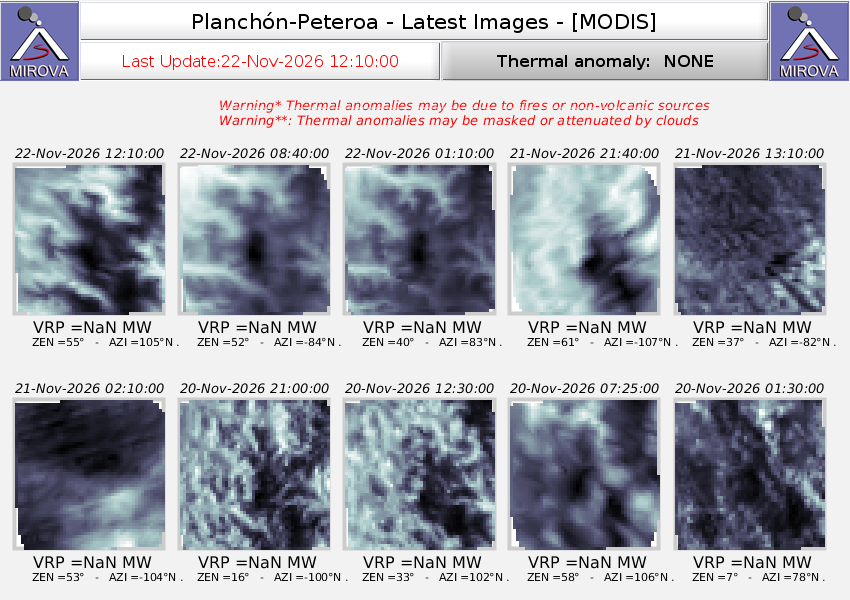 Planchón-Peteroa - Latest Images - [MODIS]
MIROVA
Last Update:22-Nov-2026 12:10:00
Thermal anomaly: NONE
MIROVA
Warning* Thermal anomalies may be due to fires or non-volcanic sources
Warning**: Thermal anomalies may be masked or attenuated by clouds
22-Nov-2026 12:10:00 22-Nov-2026 08:40:00 22-Nov-2026 01:10:00 21-Nov-2026 21:40:00 21-Nov-2026 13:10:00
VRP =NaN MW VRP =NaN MW VRP =NaN MW VRP =NaN MW VRP =NaN MW
ZEN =55° - AZI =105°N . ZEN =52° - AZI =-84°N . ZEN =40° - AZI =83°N . ZEN =61° - AZI =-107°N . ZEN =37° - AZI =-82°N .
21-Nov-2026 02:10:00 20-Nov-2026 21:00:00 20-Nov-2026 12:30:00 20-Nov-2026 07:25:00 20-Nov-2026 01:30:00
VRP =NaN MW VRP =NaN MW VRP =NaN MW VRP =NaN MW VRP =NaN MW
ZEN =53° - AZI =-104°N . ZEN =16° - AZI =-100°N . ZEN =33° - AZI =102°N . ZEN =58° - AZI =106°N . ZEN =7° - AZI =78°N .